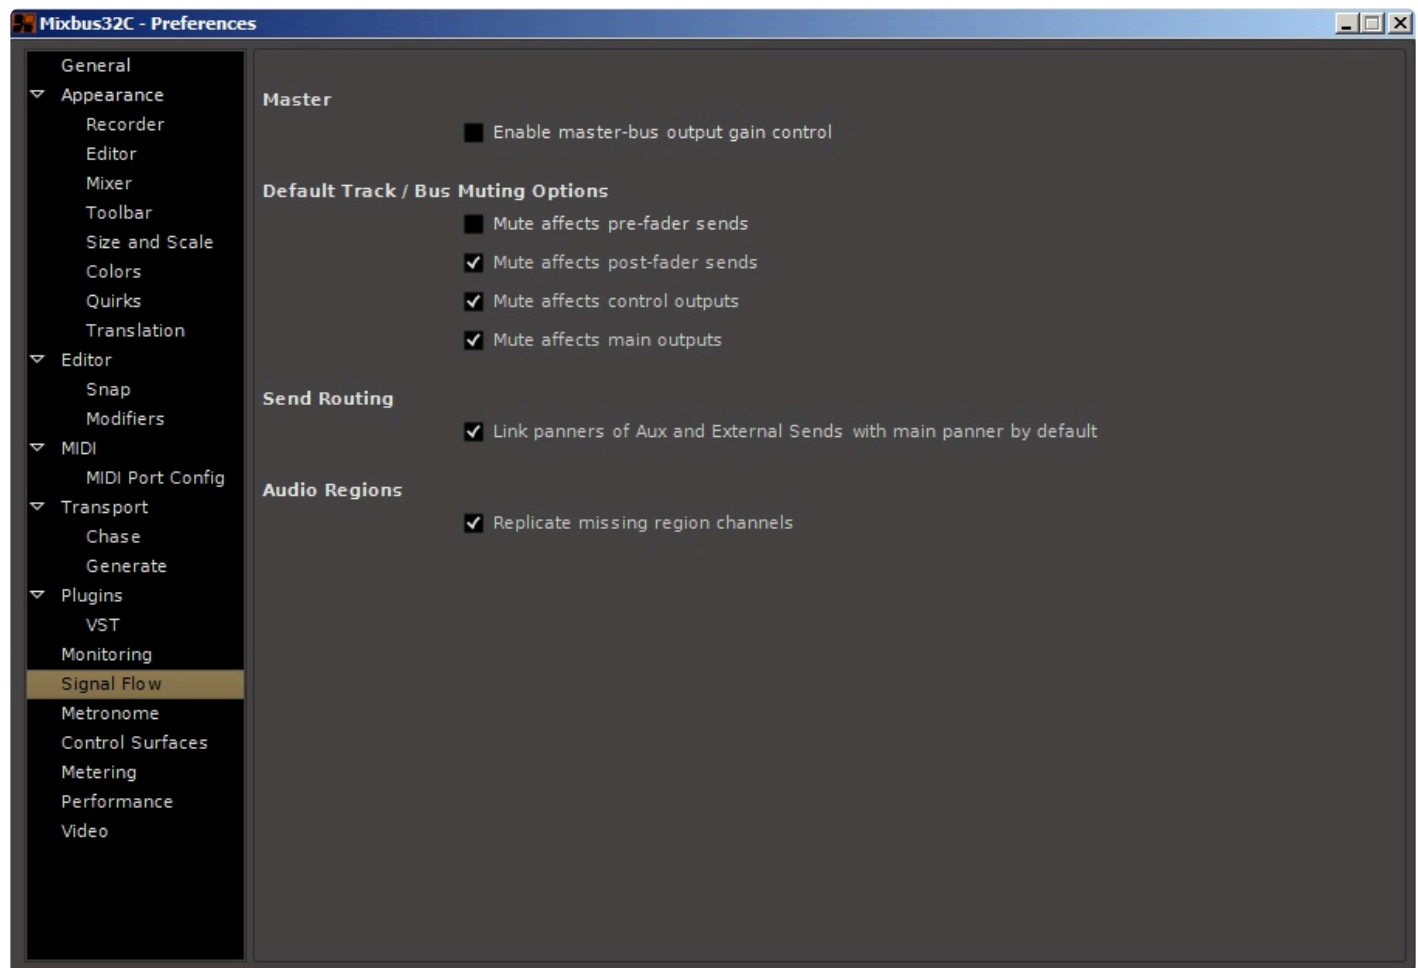 Mixbus32C - Preferences
General
Appearance
Recorder
Editor
Mixer
Toolbar
Size and Scale
Colors
Quirks
Translation
Editor
Snap
Modifiers
MIDI
MIDI Port Config
Transport
Chase
Generate
Plugins
VST
Monitoring
Signal Flow
Metronome
Control Surfaces
Metering
Performance
Video
Master
Enable master-bus output gain control
Default Track / Bus Muting Options
Mute affects pre-fader sends
Mute affects post-fader sends
Mute affects control outputs
Mute affects main outputs
Send Routing
Link panners of Aux and External Sends with main panner by default
Audio Regions
Replicate missing region channels